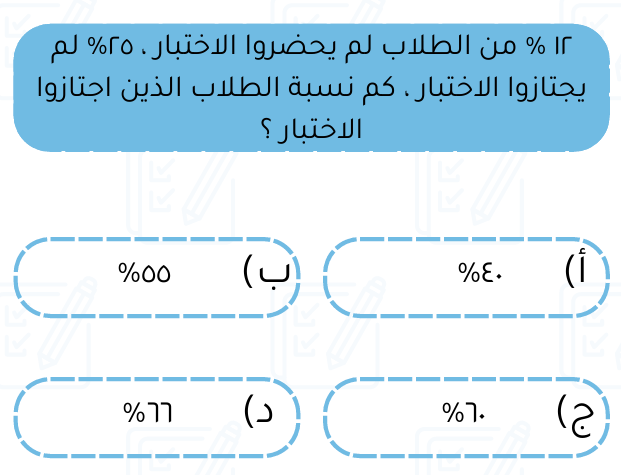 ١٢ % من الطلاب لم يحضروا الاختبار ، ٢٥% لم
يجتازوا الاختبار ، كم نسبة الطلاب الذين اجتازوا
الاختبار ؟
أ) ٤٠%
ب) ٥٥%
ج) ٦٠%
د) ٦٦%